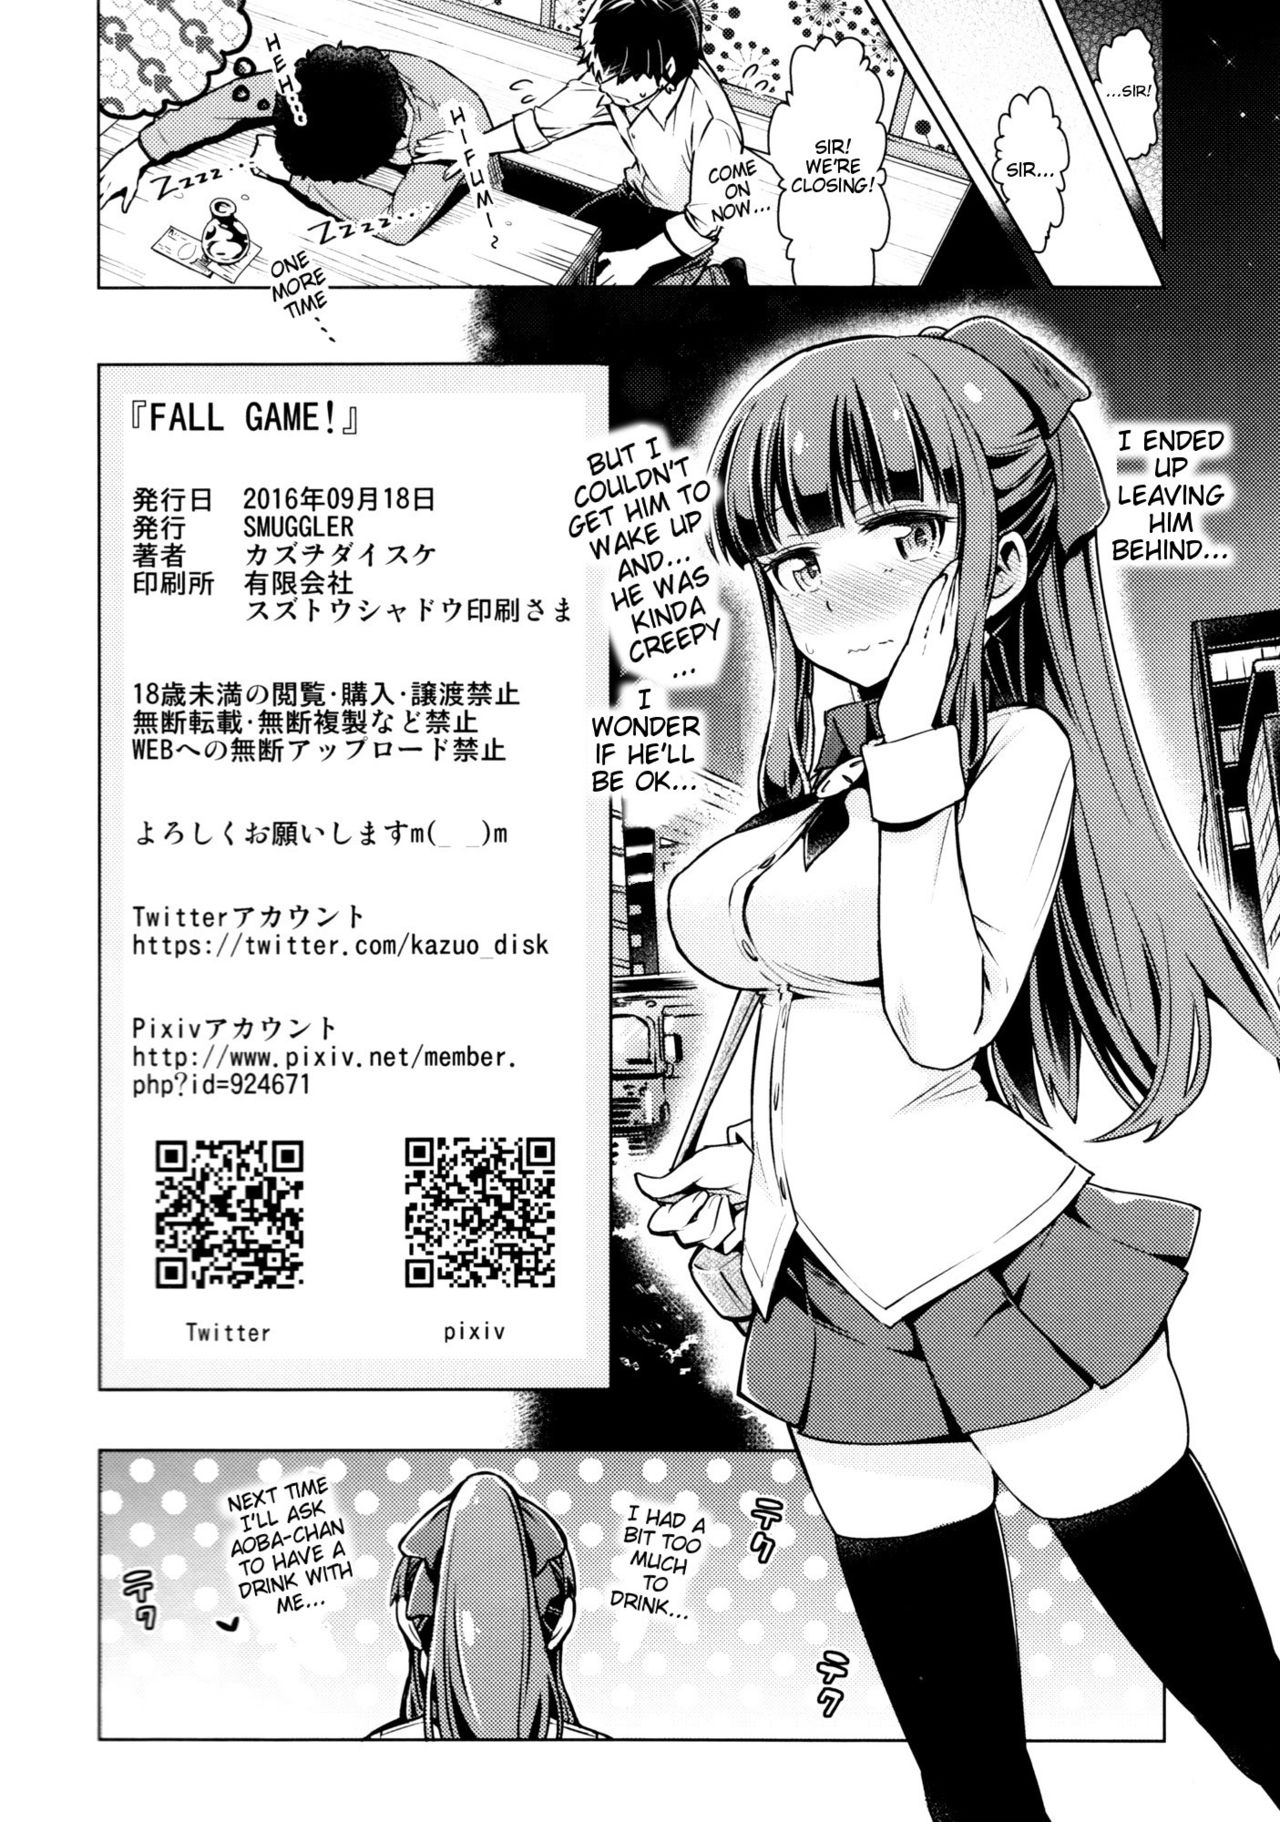 ...SIR!
SIR...
SIR!
WE'RE
CLOSING!
COME
ON
NOW...
HEH...
HIFUMI~
ZZZZ...
ZZZZ...
ONE
MORE
TIME
...
I ENDED
UP
LEAVING
HIM
BEHIND...
BUT I
COULDN'T
GET HIM TO
WAKE UP
AND...
HE WAS
KINDA
CREEPY
...
I
WONDER
IF HE'LL
BE OK...
『FALL GAME!』
発行日 2016年09月18日
発行 SMUGGLER
著者 カズヲダイスケ
印刷所 有限会社
スズトウシャドウ印刷さま
18歳未満の閲覧・購入・譲渡禁止
無断転載・無断複製など禁止
WEBへの無断アップロード禁止
よろしくお願いしますm(_ _)m
Twitterアカウント
https://twitter.com/kazuo_disk
Pixivアカウント
http://www.pixiv.net/member.
php?id=924671
Twitter
pixiv
I HAD A
BIT TOO
MUCH
TO
DRINK...
NEXT TIME
I'LL ASK
AOBA-CHAN
TO HAVE A
DRINK WITH
ME...
テク
テク
テク